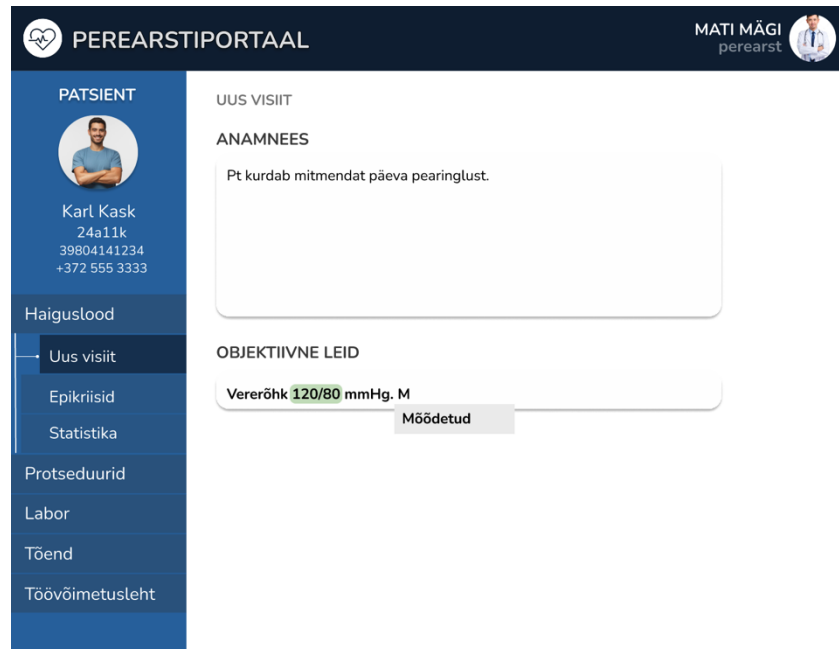 PEREARSTIPORTAAL
MATI MÄGI
perearst
PATSIENT
Karl Kask
24a11k
39804141234
+372 555 3333
Haiguslood
Uus visiit
Epikriisid
Statistika
Protseduurid
Labor
Tõend
Töövõimetusleht
UUS VISIIT
ANAMNEES
Pt kurdab mitmendat päeva pearinglust.
OBJEKTIIVNE LEID
Vererõhk 120/80 mmHg. M
Mõõdetud